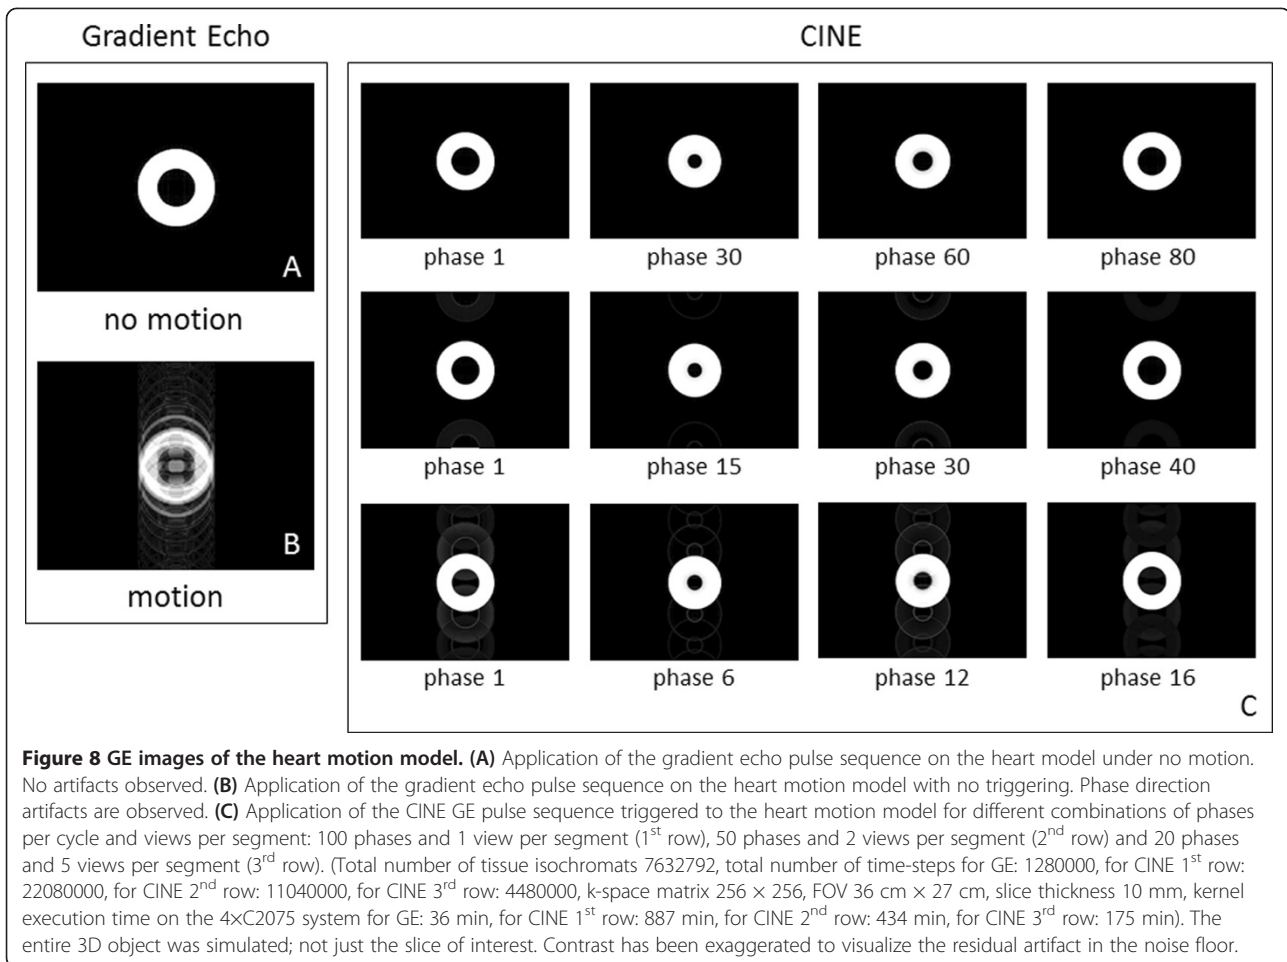 Gradient Echo
CINE
A
no motion
B
motion
phase 1
phase 30
phase 60
phase 80
phase 1
phase 15
phase 30
phase 40
phase 1
phase 6
phase 12
phase 16
C
Figure 8 GE images of the heart motion model. (A) Application of the gradient echo pulse sequence on the heart model under no motion.
No artifacts observed. (B) Application of the gradient echo pulse sequence on the heart motion model with no triggering. Phase direction
artifacts are observed. (C) Application of the CINE GE pulse sequence triggered to the heart motion model for different combinations of phases
per cycle and views per segment: 100 phases and 1 view per segment (1st row), 50 phases and 2 views per segment (2nd row) and 20 phases
and 5 views per segment (3rd row). (Total number of tissue isochromats 7632792, total number of time-steps for GE: 1280000, for CINE 1st row:
22080000, for CINE 2nd row: 11040000, for CINE 3rd row: 4480000, k-space matrix 256 × 256, FOV 36 cm × 27 cm, slice thickness 10 mm, kernel
execution time on the 4×C2075 system for GE: 36 min, for CINE 1st row: 887 min, for CINE 2nd row: 434 min, for CINE 3rd row: 175 min). The
entire 3D object was simulated; not just the slice of interest. Contrast has been exaggerated to visualize the residual artifact in the noise floor.